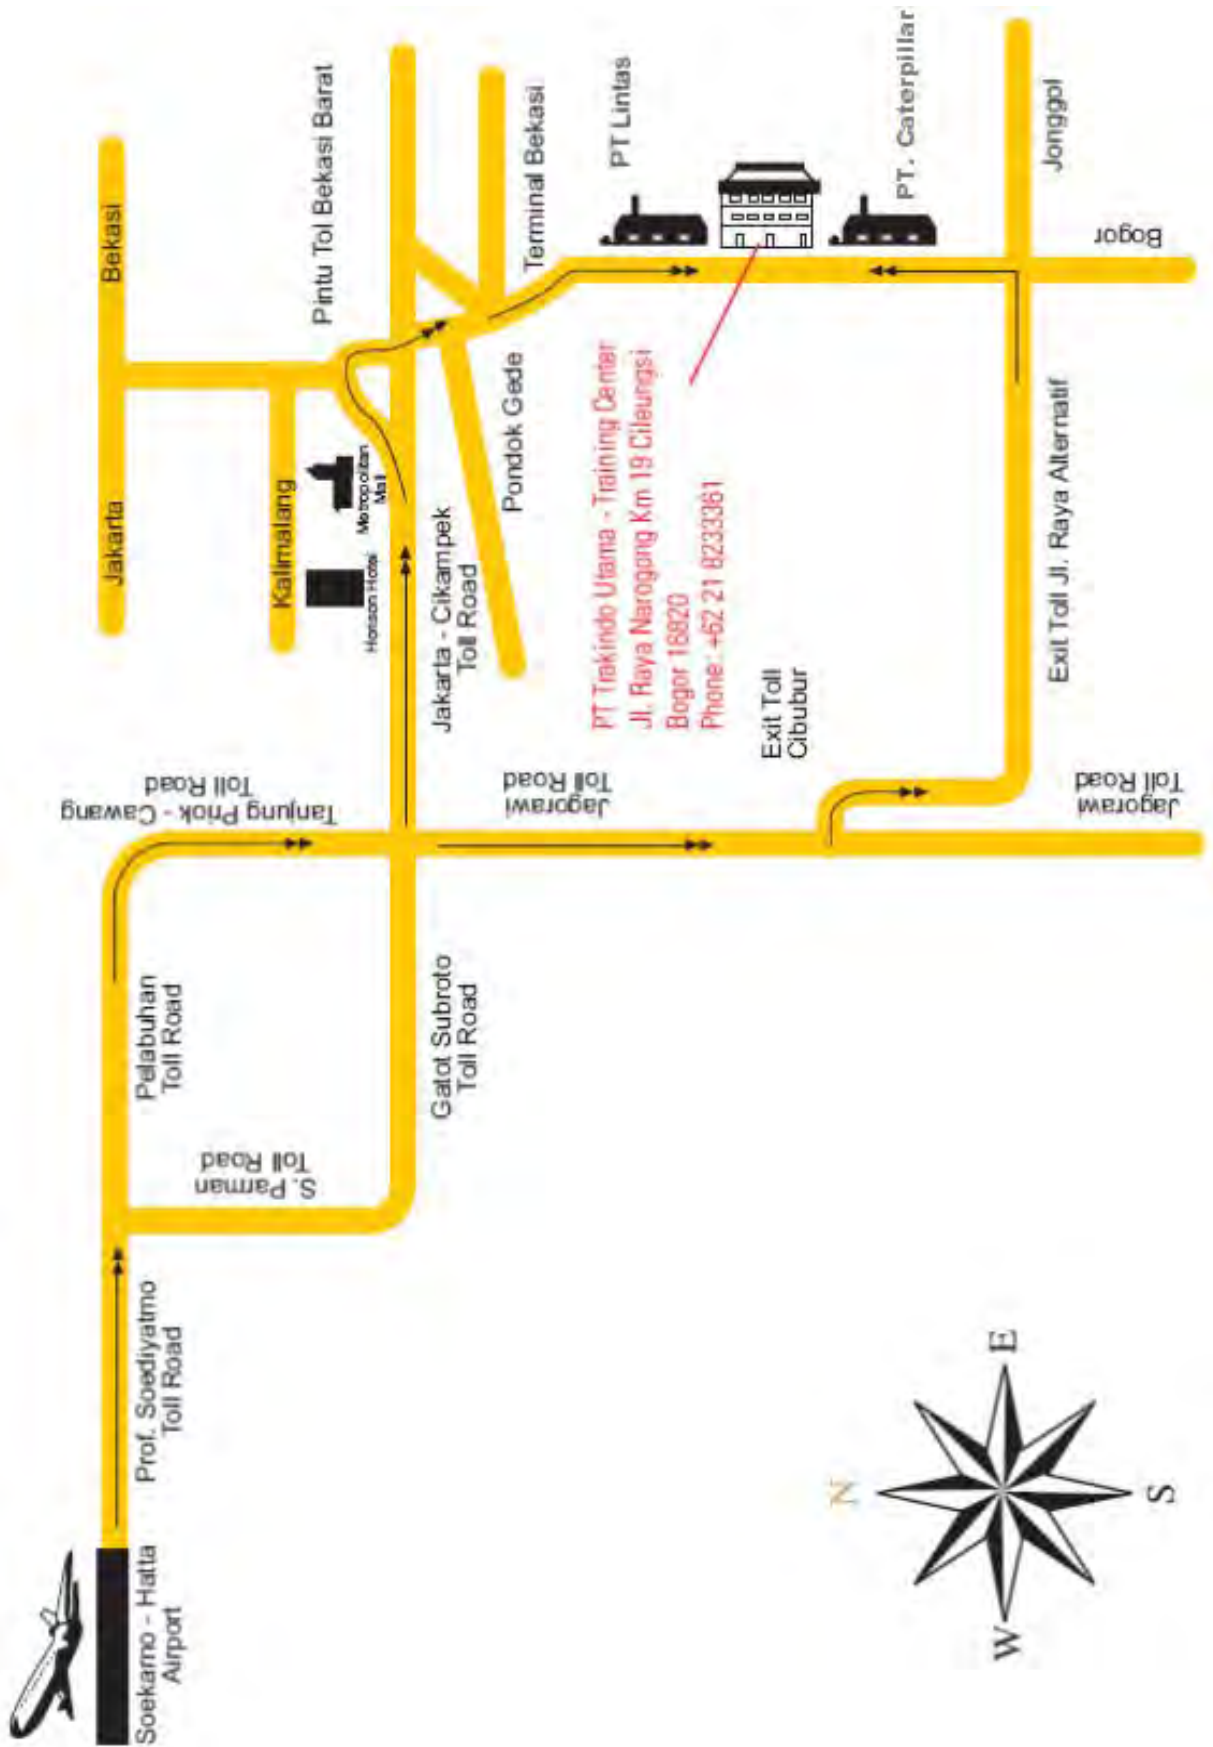 Soekarno - Hatta
Airport
Prof. Soediyatmo
Toll Road
Pelabuhan
Toll Road
Tanjung Priok - Cawang
Toll Road
S. Parman
Toll Road
Gatot Subroto
Toll Road
Jakarta
Bekasi
Kalimalang
Horison Hotel
Metropolitan
Mall
Pintu Tol Bekasi Barat
Jakarta - Cikampek
Toll Road
Pondok Gede
Terminal Bekasi
Jagorawi
Toll Road
PT Lintas
PT Trakindo Utama - Training Center
Jl. Raya Narogong Km 19 Cileungsi
Bogor 16820
Phone : +62 21 8233361
PT. Caterpillar
Exit Toll
Cibubur
Exit Toll Jl. Raya Alternatif
Jonggol
Bogor
Jagorawi
Toll Road
N
W
E
S